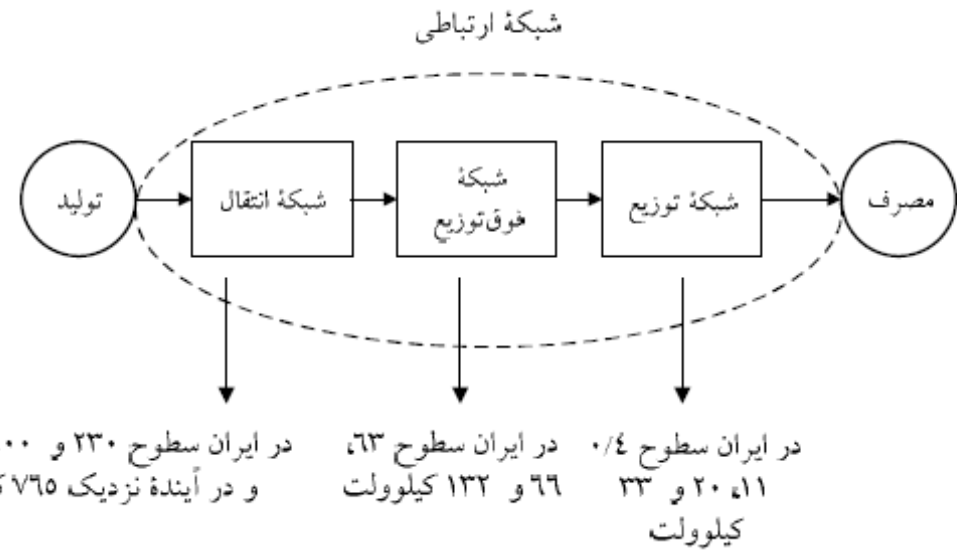 شبکهٔ ارتباطی
تولید
شبکهٔ انتقال
شبکهٔ
فوق‌توزیع
شبکهٔ توزیع
مصرف
در ایران سطوح ۲۳۰ و
و در آیندهٔ نزدیک ۷۶۵
در ایران سطوح ۶۳،
۶۶ و ۱۳۲ کیلوولت
در ایران سطوح ۰/۴
۱۱، ۲۰ و ۳۳
کیلوولت